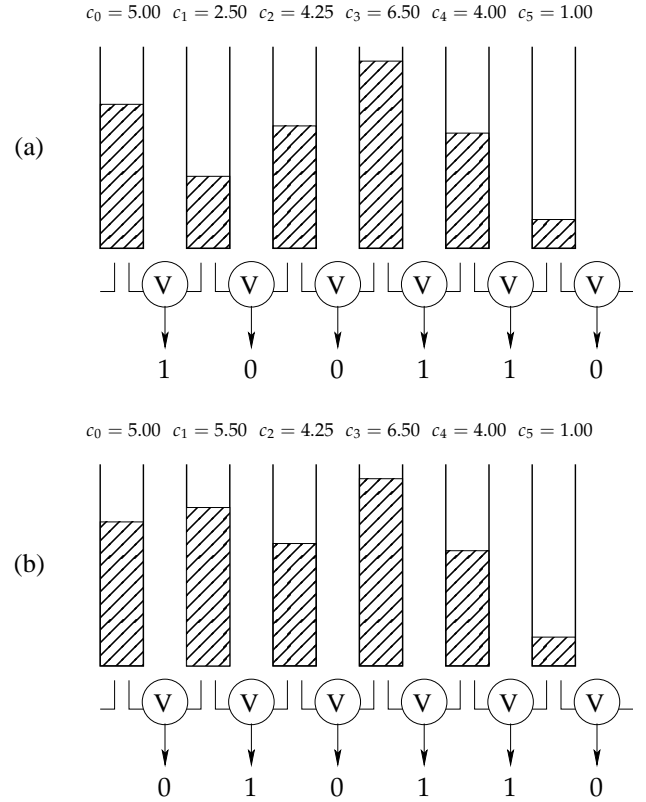 c₀ = 5.00 c₁ = 2.50 c₂ = 4.25 c₃ = 6.50 c₄ = 4.00 c₅ = 1.00
(a)
V V V V V V
1 0 0 1 1 0
c₀ = 5.00 c₁ = 5.50 c₂ = 4.25 c₃ = 6.50 c₄ = 4.00 c₅ = 1.00
(b)
V V V V V V
0 1 0 1 1 0